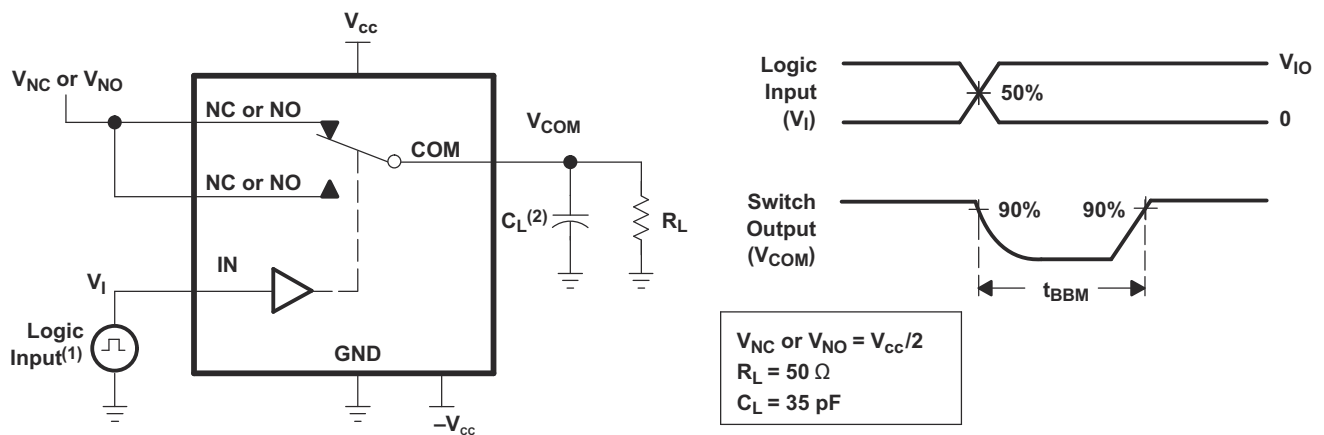 Vcc
VNC or VNO
NC or NO
VCOM
COM
NC or NO
CL(2)
RL
IN
VI
Logic
Input(1)
GND
–Vcc
Logic
Input
(VI)
50%
VIO
0
Switch
Output
(VCOM)
90%
90%
tBBM
VNC or VNO = Vcc/2
RL = 50 Ω
CL = 35 pF